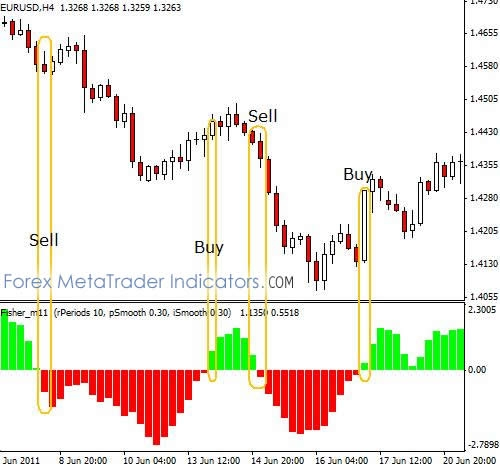 EURUSD,H4 1.3268 1.3268 1.3259 1.3263
1.4730
1.4655
1.4580
1.4505
1.4430
1.4355
1.4280
1.4205
1.4130
1.4055
Sell
Buy
Sell
Buy
Forex MetaTrader Indicators.COM
Fisher_m11 (rPeriods 10, pSmooth 0.30, iSmooth 0.30) 1.1350 0.5518
2.3005
0.00
-2.7898
Jun 2011 8 Jun 20:00 10 Jun 04:00 13 Jun 12:00 14 Jun 20:00 16 Jun 04:00 17 Jun 12:00 20 Jun 20:00